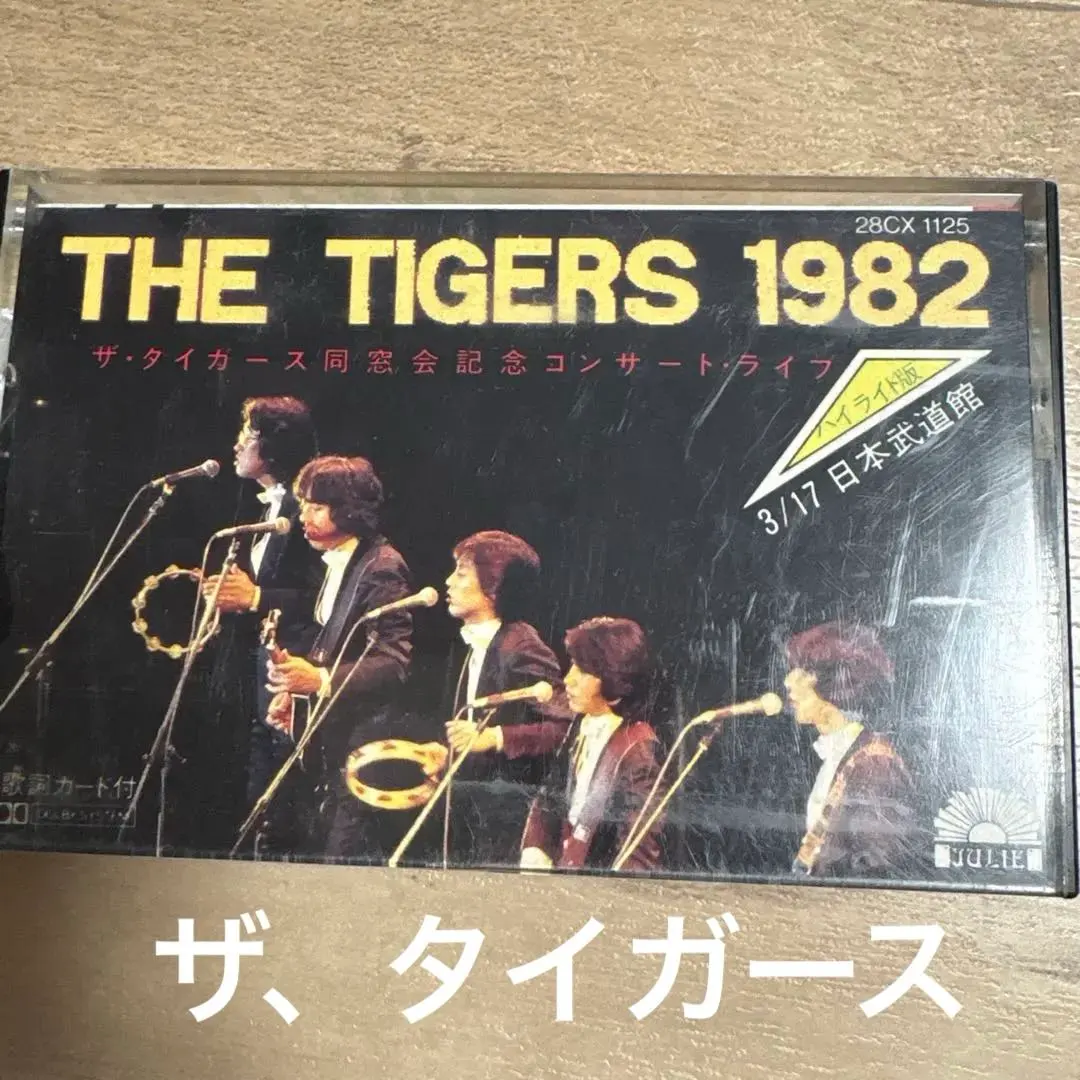 28CX 1125
THE TIGERS 1982
ザ・タイガース同窓会記念コンサート・ライフ
ハイライト版
3/17 日本武道館
歌詞カード付
JULIE
ザ、タイガース